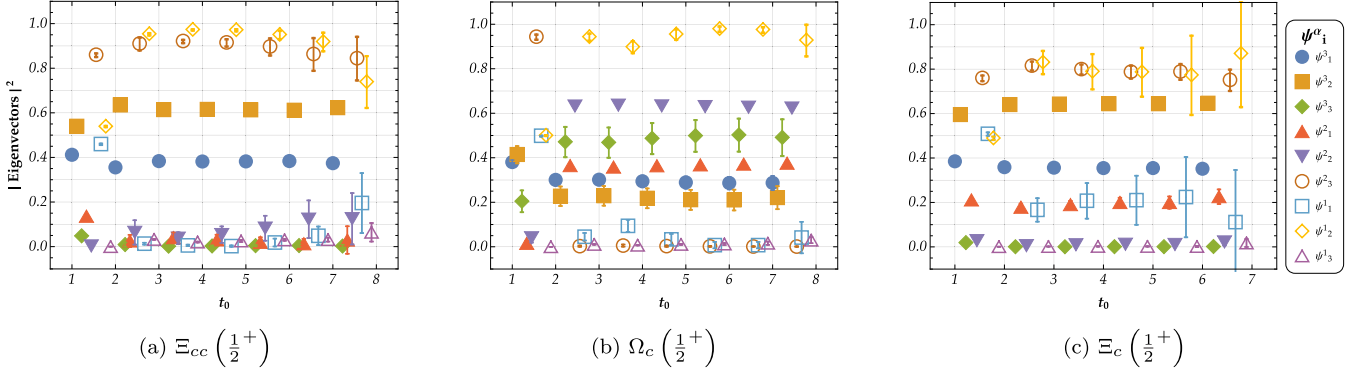 | Eigenvectors | ²
1.0
0.8
0.6
0.4
0.2
0.0
1 2 3 4 5 6 7 8
t₀
(a) Ξcc (1/2⁺)
1.0
0.8
0.6
0.4
0.2
0.0
1 2 3 4 5 6 7 8
t₀
(b) Ωc (1/2⁺)
1.0
0.8
0.6
0.4
0.2
0.0
1 2 3 4 5 6 7
t₀
(c) Ξc (1/2⁺)
ψᵅᵢ
ψ³₁
ψ³₂
ψ³₃
ψ²₁
ψ²₂
ψ²₃
ψ¹₁
ψ¹₂
ψ¹₃